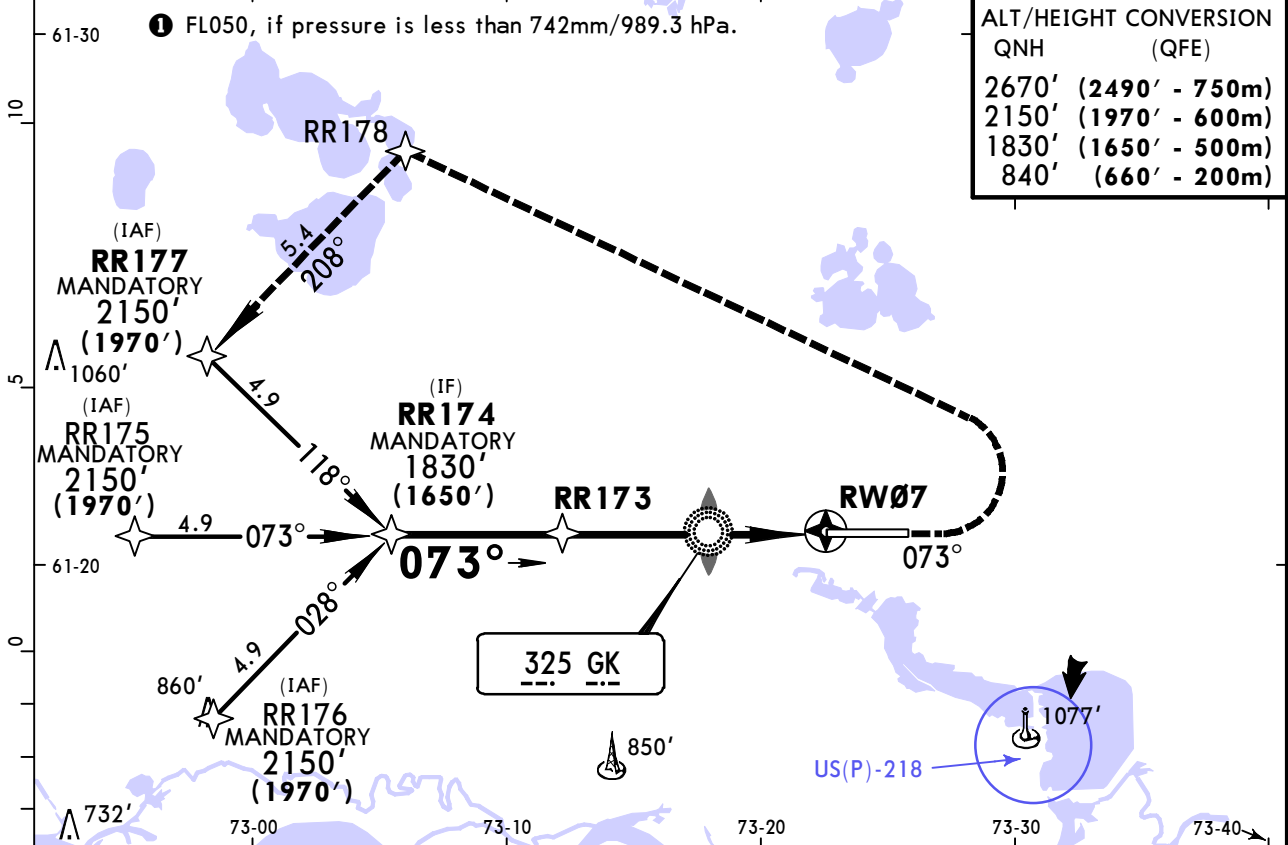 61-30
❶ FL050, if pressure is less than 742mm/989.3 hPa.
ALT/HEIGHT CONVERSION
QNH (QFE)
2670' (2490' - 750m)
2150' (1970' - 600m)
1830' (1650' - 500m)
840' (660' - 200m)
10
RR178
5.4
208°
(IAF)
RR177
MANDATORY
2150'
(1970')
1060'
5
4.9
118°
(IAF)
RR175
MANDATORY
2150'
(1970')
4.9
073°
(IF)
RR174
MANDATORY
1830'
(1650')
RR173
RWØ7
073°
073°
61-20
028°
4.9
0
325 GK
860'
(IAF)
RR176
MANDATORY
2150'
(1970')
850'
1077'
US(P)-218
732'
73-00
73-10
73-20
73-30
73-40